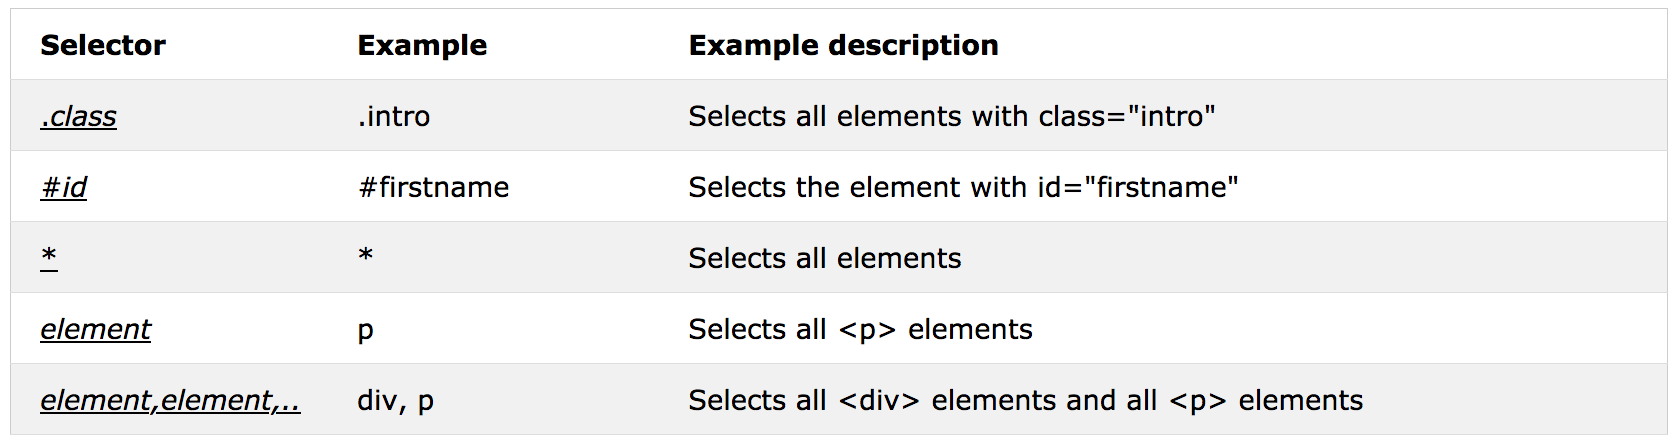 Selector Example Example description
.class .intro Selects all elements with class="intro"
#id #firstname Selects the element with id="firstname"
* * Selects all elements
element p Selects all <p> elements
element,element,.. div, p Selects all <div> elements and all <p> elements